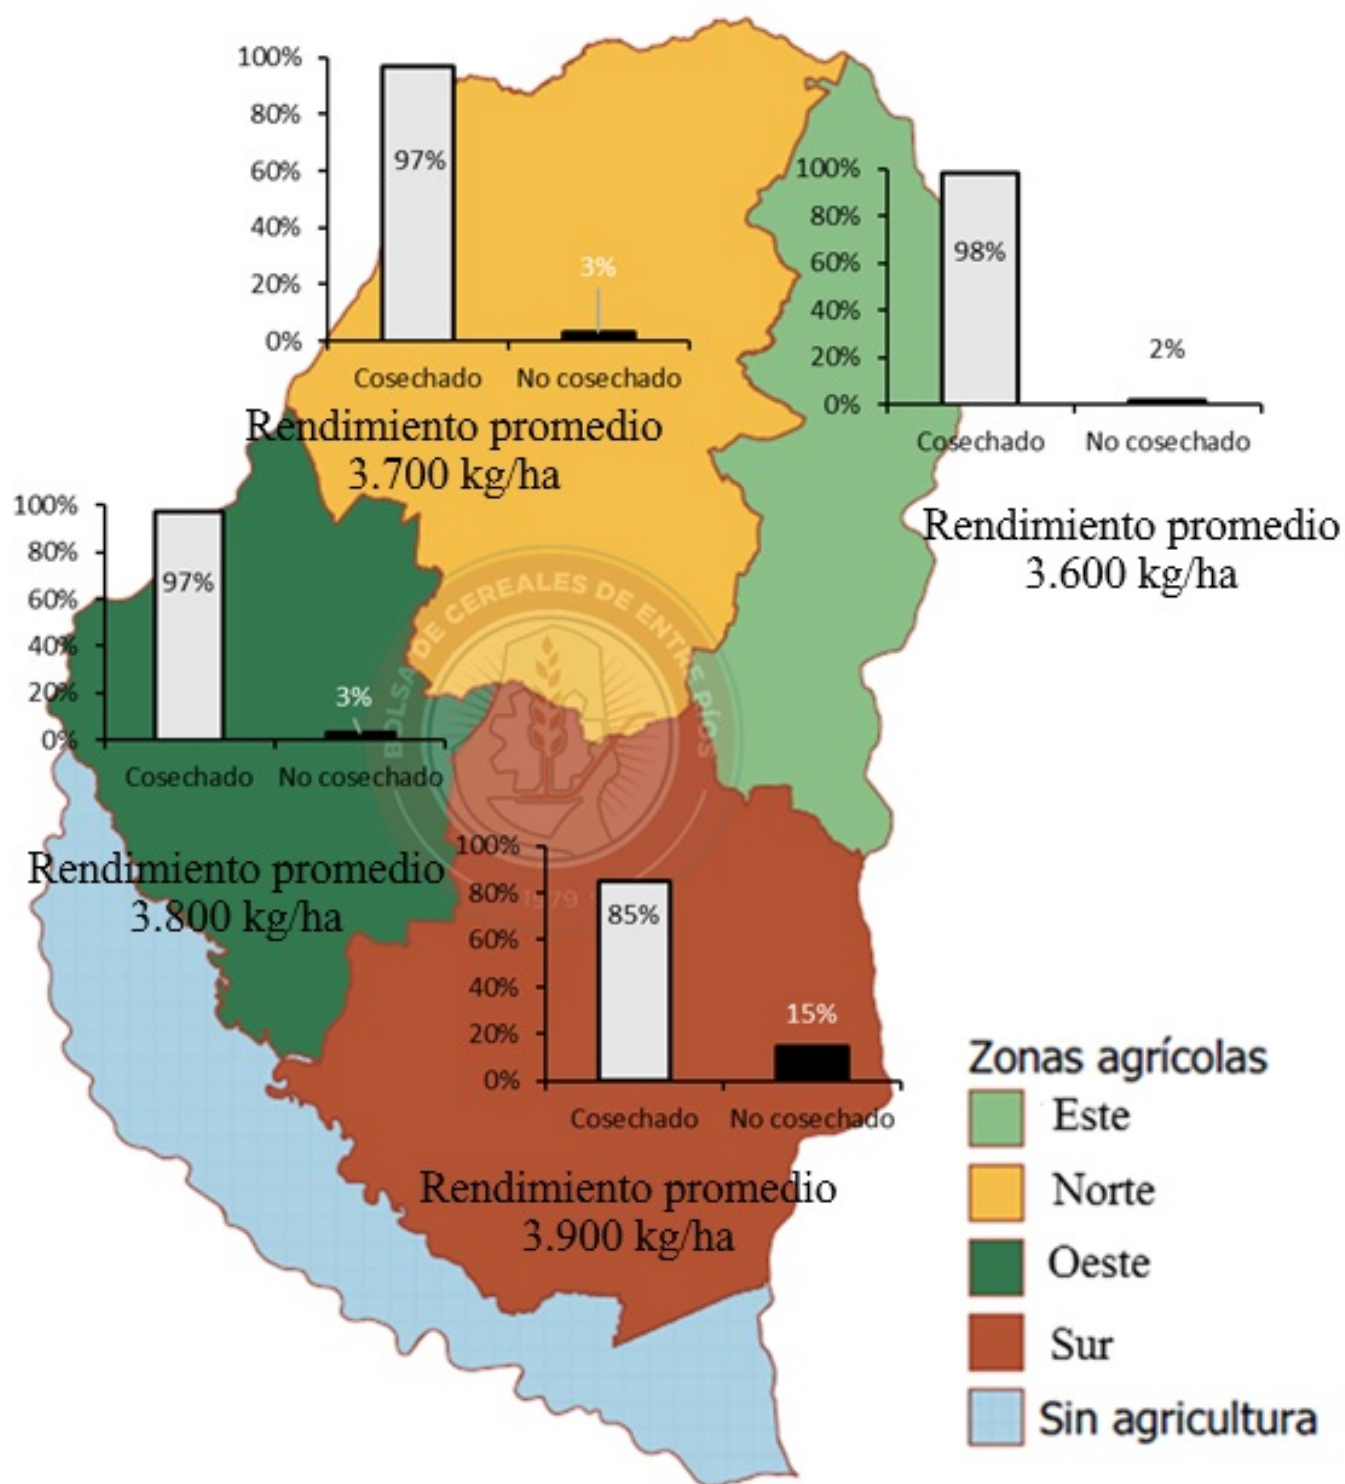 100%
80%
60%
40%
20%
0%
97%
3%
Cosechado No cosechado
Rendimiento promedio
3.700 kg/ha
100%
80%
60%
40%
20%
0%
98%
2%
Cosechado No cosechado
Rendimiento promedio
3.600 kg/ha
100%
80%
60%
40%
20%
0%
97%
3%
Cosechado No cosechado
Rendimiento promedio
3.800 kg/ha
BOLSA DE CEREALES DE ENTRE RÍOS
1979
100%
80%
60%
40%
20%
0%
85%
15%
Cosechado No cosechado
Rendimiento promedio
3.900 kg/ha
Zonas agrícolas
Este
Norte
Oeste
Sur
Sin agricultura